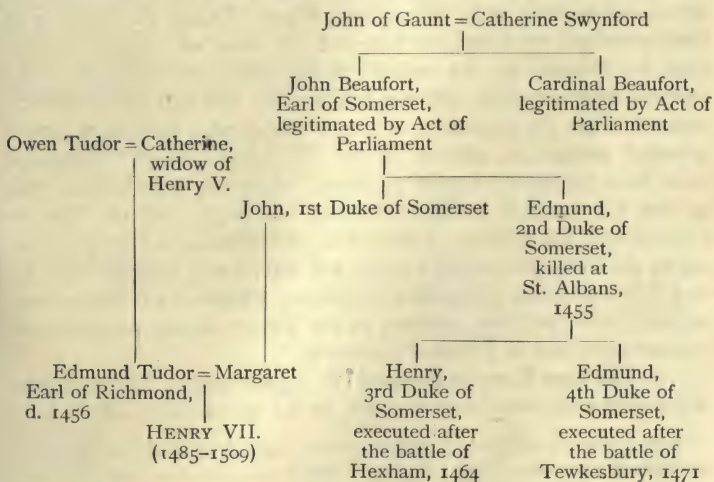 John of Gaunt = Catherine Swynford
John Beaufort,
Earl of Somerset,
legitimated by Act of
Parliament
Cardinal Beaufort,
legitimated by Act of
Parliament
Owen Tudor = Catherine,
widow of
Henry V.
John, 1st Duke of Somerset
Edmund,
2nd Duke of
Somerset,
killed at
St. Albans,
1455
Edmund Tudor = Margaret
Earl of Richmond,
d. 1456
HENRY VII.
(1485–1509)
Henry,
3rd Duke of
Somerset,
executed after
the battle of
Hexham, 1464
Edmund,
4th Duke of
Somerset,
executed after
the battle of
Tewkesbury, 1471